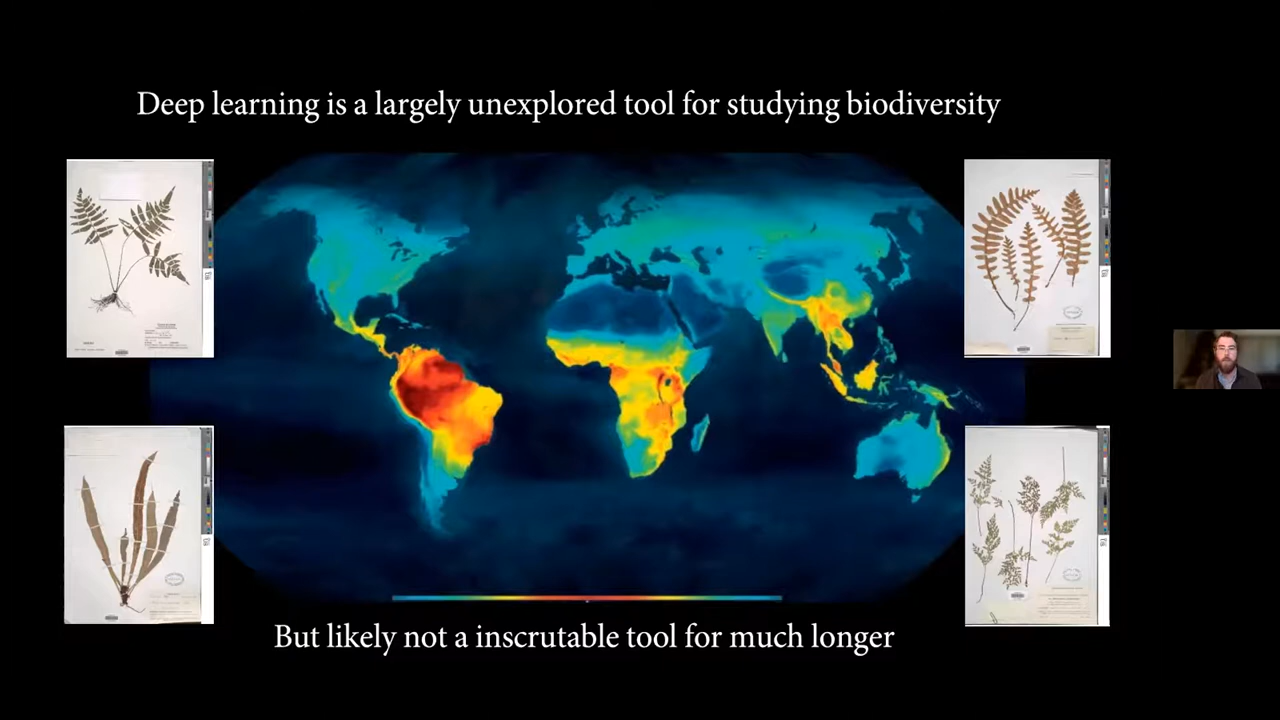 Deep learning is a largely unexplored tool for studying biodiversity
But likely not a inscrutable tool for much longer